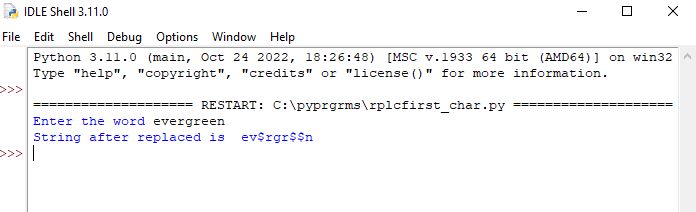 IDLE Shell 3.11.0
File Edit Shell Debug Options Window Help
Python 3.11.0 (main, Oct 24 2022, 18:26:48) [MSC v.1933 64 bit (AMD64)] on win32
Type "help", "copyright", "credits" or "license()" for more information.
>>>
==================== RESTART: C:\pyprgrms\rplcfirst_char.py ====================
Enter the word evergreen
String after replaced is  ev$rgr$$n
>>>